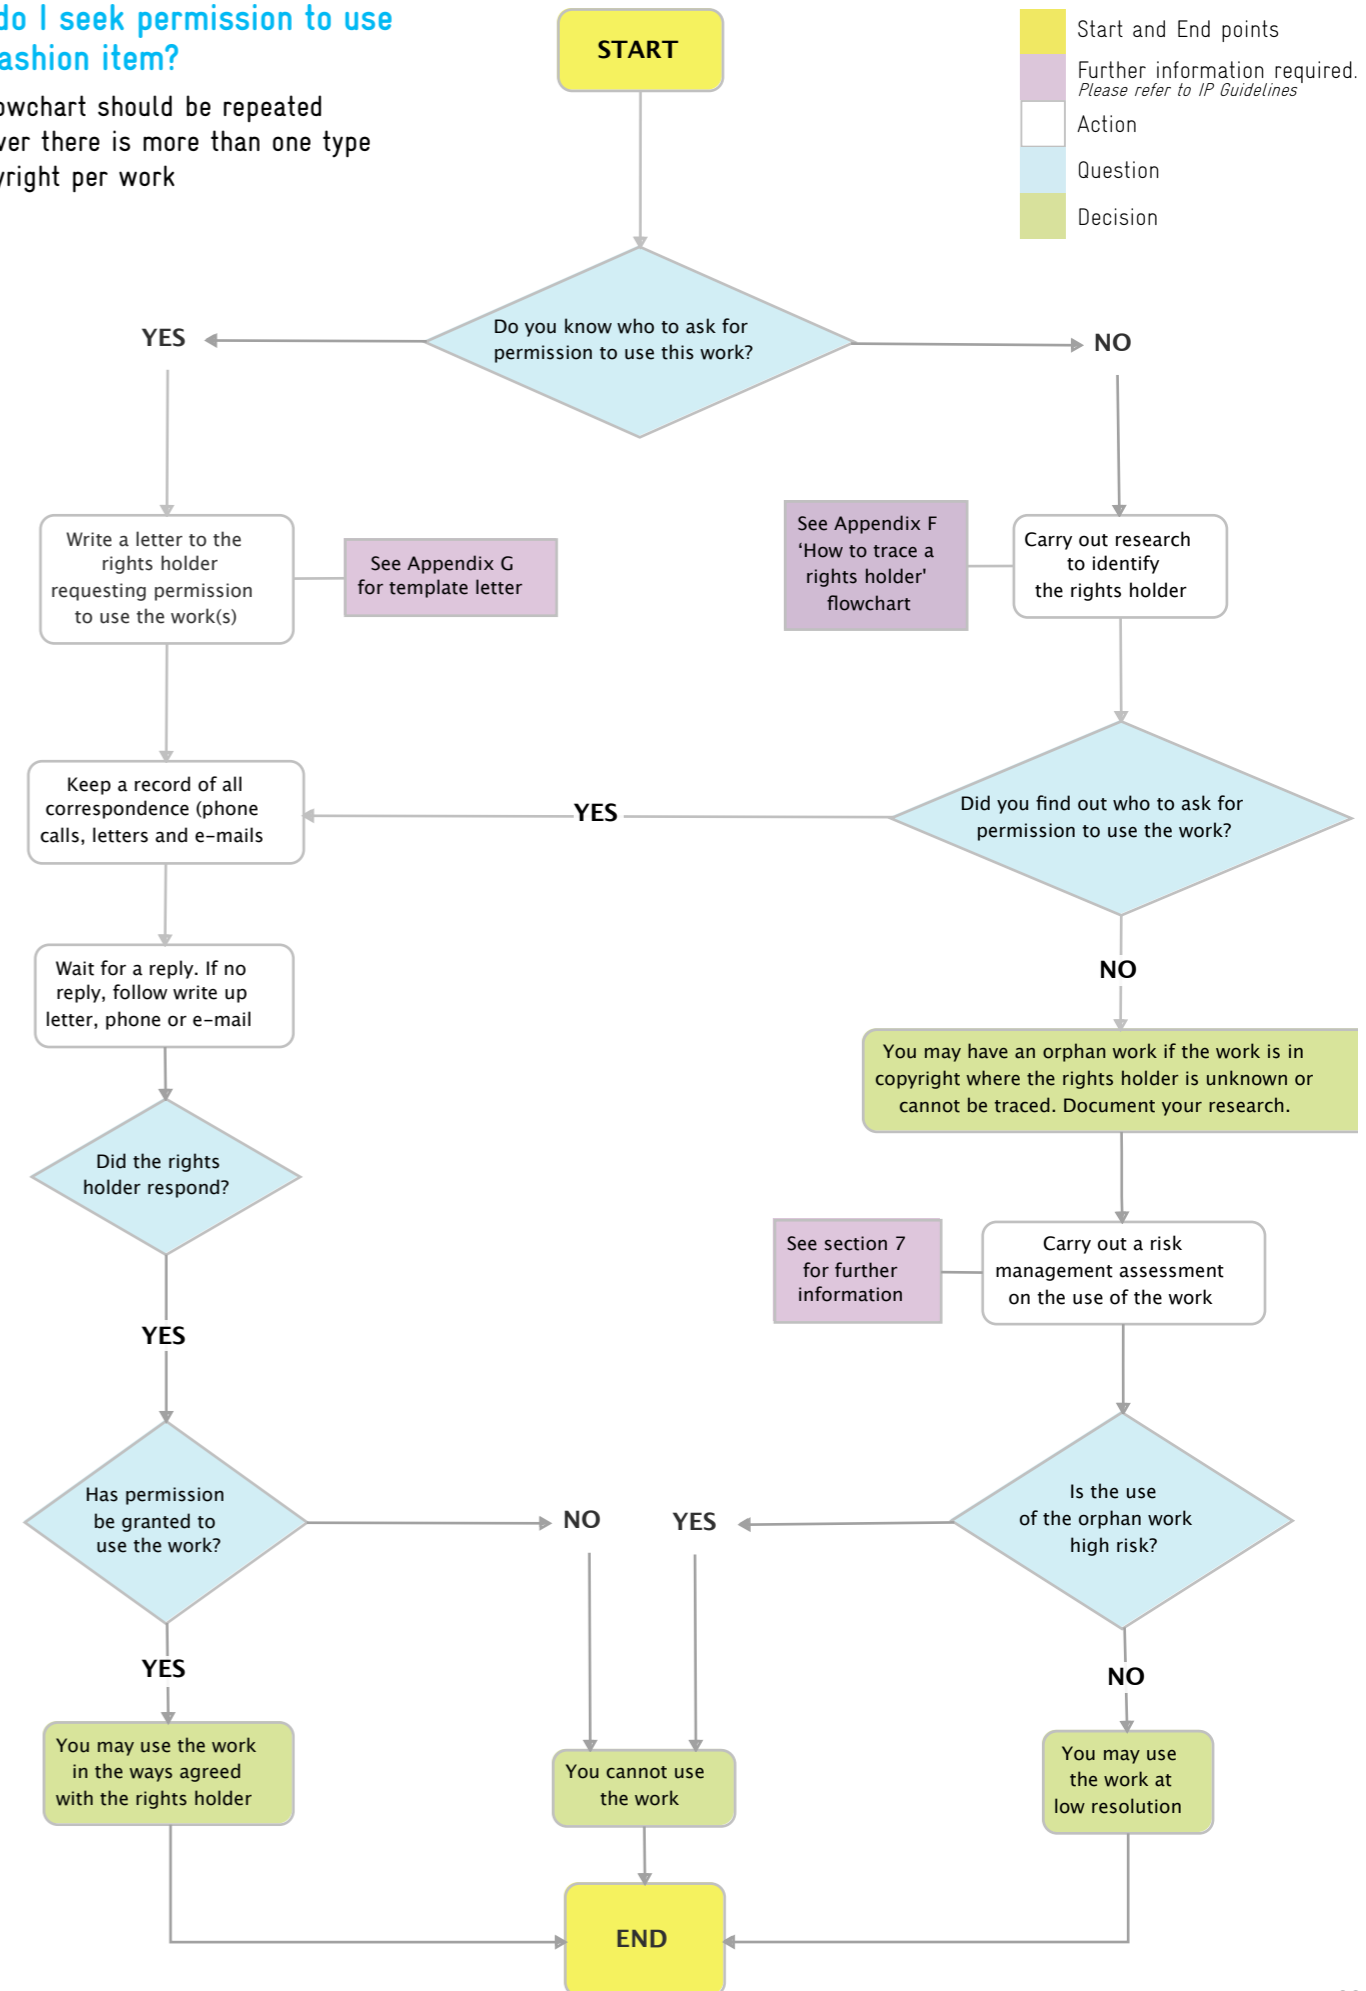 do I seek permission to use
ashion item?
owchart should be repeated
ver there is more than one type
yright per work
START
Start and End points
Further information required.
Please refer to IP Guidelines
Action
Question
Decision
Do you know who to ask for
permission to use this work?
YES
NO
Write a letter to the
rights holder
requesting permission
to use the work(s)
See Appendix G
for template letter
See Appendix F
‘How to trace a
rights holder'
flowchart
Carry out research
to identify
the rights holder
Keep a record of all
correspondence (phone
calls, letters and e-mails
YES
Did you find out who to ask for
permission to use the work?
Wait for a reply. If no
reply, follow write up
letter, phone or e-mail
NO
You may have an orphan work if the work is in
copyright where the rights holder is unknown or
cannot be traced. Document your research.
Did the rights
holder respond?
See section 7
for further
information
Carry out a risk
management assessment
on the use of the work
YES
Has permission
be granted to
use the work?
NO
YES
Is the use
of the orphan work
high risk?
YES
NO
You may use the work
in the ways agreed
with the rights holder
You cannot use
the work
You may use
the work at
low resolution
END